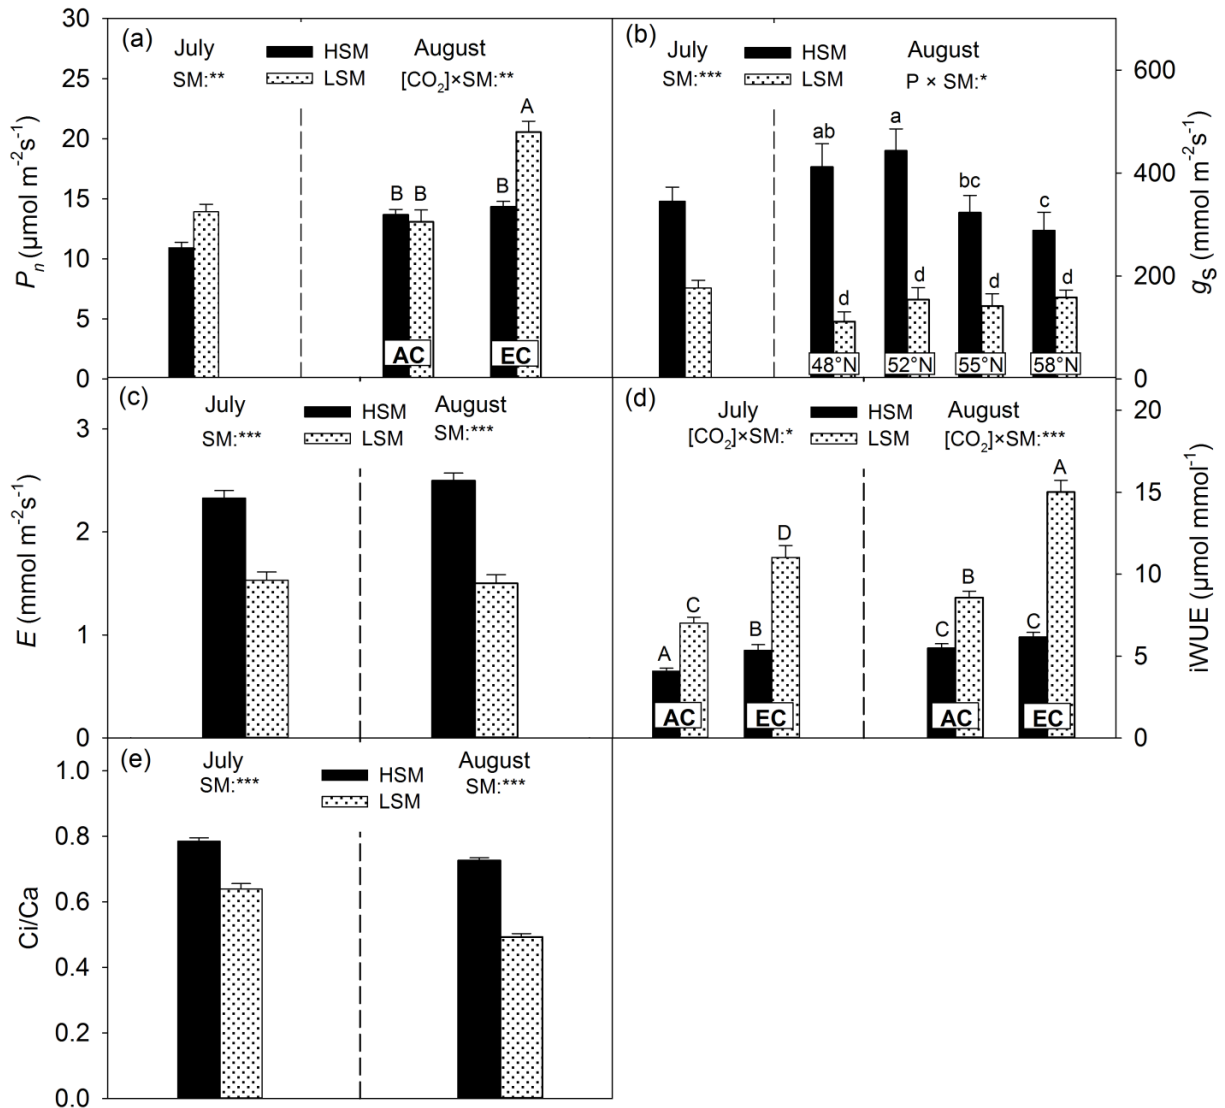 (a)
July
SM:**
HSM
LSM
August
[CO₂]×SM:**
B B B A
AC EC
30
25
20
15
10
5
0
Pₙ (μmol m⁻²s⁻¹)
(b)
July
SM:***
HSM
LSM
August
P × SM:*
ab a bc c
d d d d
48°N 52°N 55°N 58°N
600
400
200
0
gₛ (mmol m⁻²s⁻¹)
(c)
July
SM:***
HSM
LSM
August
SM:***
3
2
1
0
E (mmol m⁻²s⁻¹)
(d)
July
[CO₂]×SM:*
HSM
LSM
August
[CO₂]×SM:***
A C B D C B C A
AC EC AC EC
20
15
10
5
0
iWUE (μmol mmol⁻¹)
(e)
July
SM:***
HSM
LSM
August
SM:***
1.0
0.8
0.6
0.4
0.2
0.0
Ci/Ca